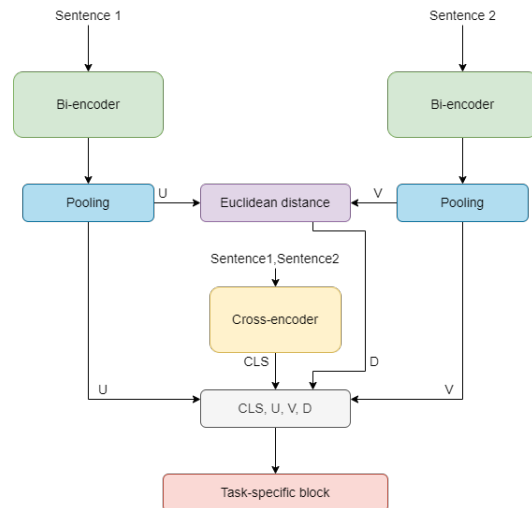 Sentence 1
Sentence 2
Bi-encoder
Bi-encoder
U
V
Pooling
Euclidean distance
Pooling
Sentence1,Sentence2
Cross-encoder
CLS
D
U
V
CLS, U, V, D
Task-specific block